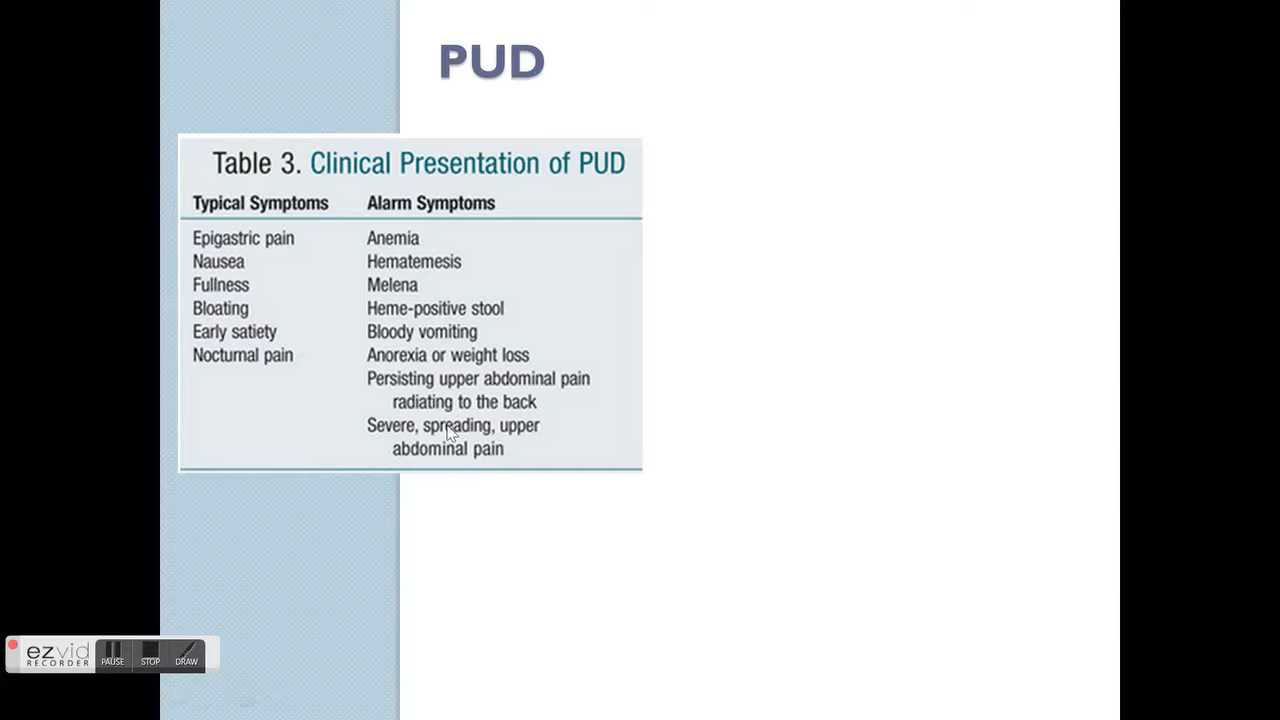 PUD
Table 3. Clinical Presentation of PUD
Typical Symptoms
Epigastric pain
Nausea
Fullness
Bloating
Early satiety
Nocturnal pain
Alarm Symptoms
Anemia
Hematemesis
Melena
Heme-positive stool
Bloody vomiting
Anorexia or weight loss
Persisting upper abdominal pain
radiating to the back
Severe, spreading, upper
abdominal pain
ezvid
RECORDER
PAUSE
STOP
DRAW